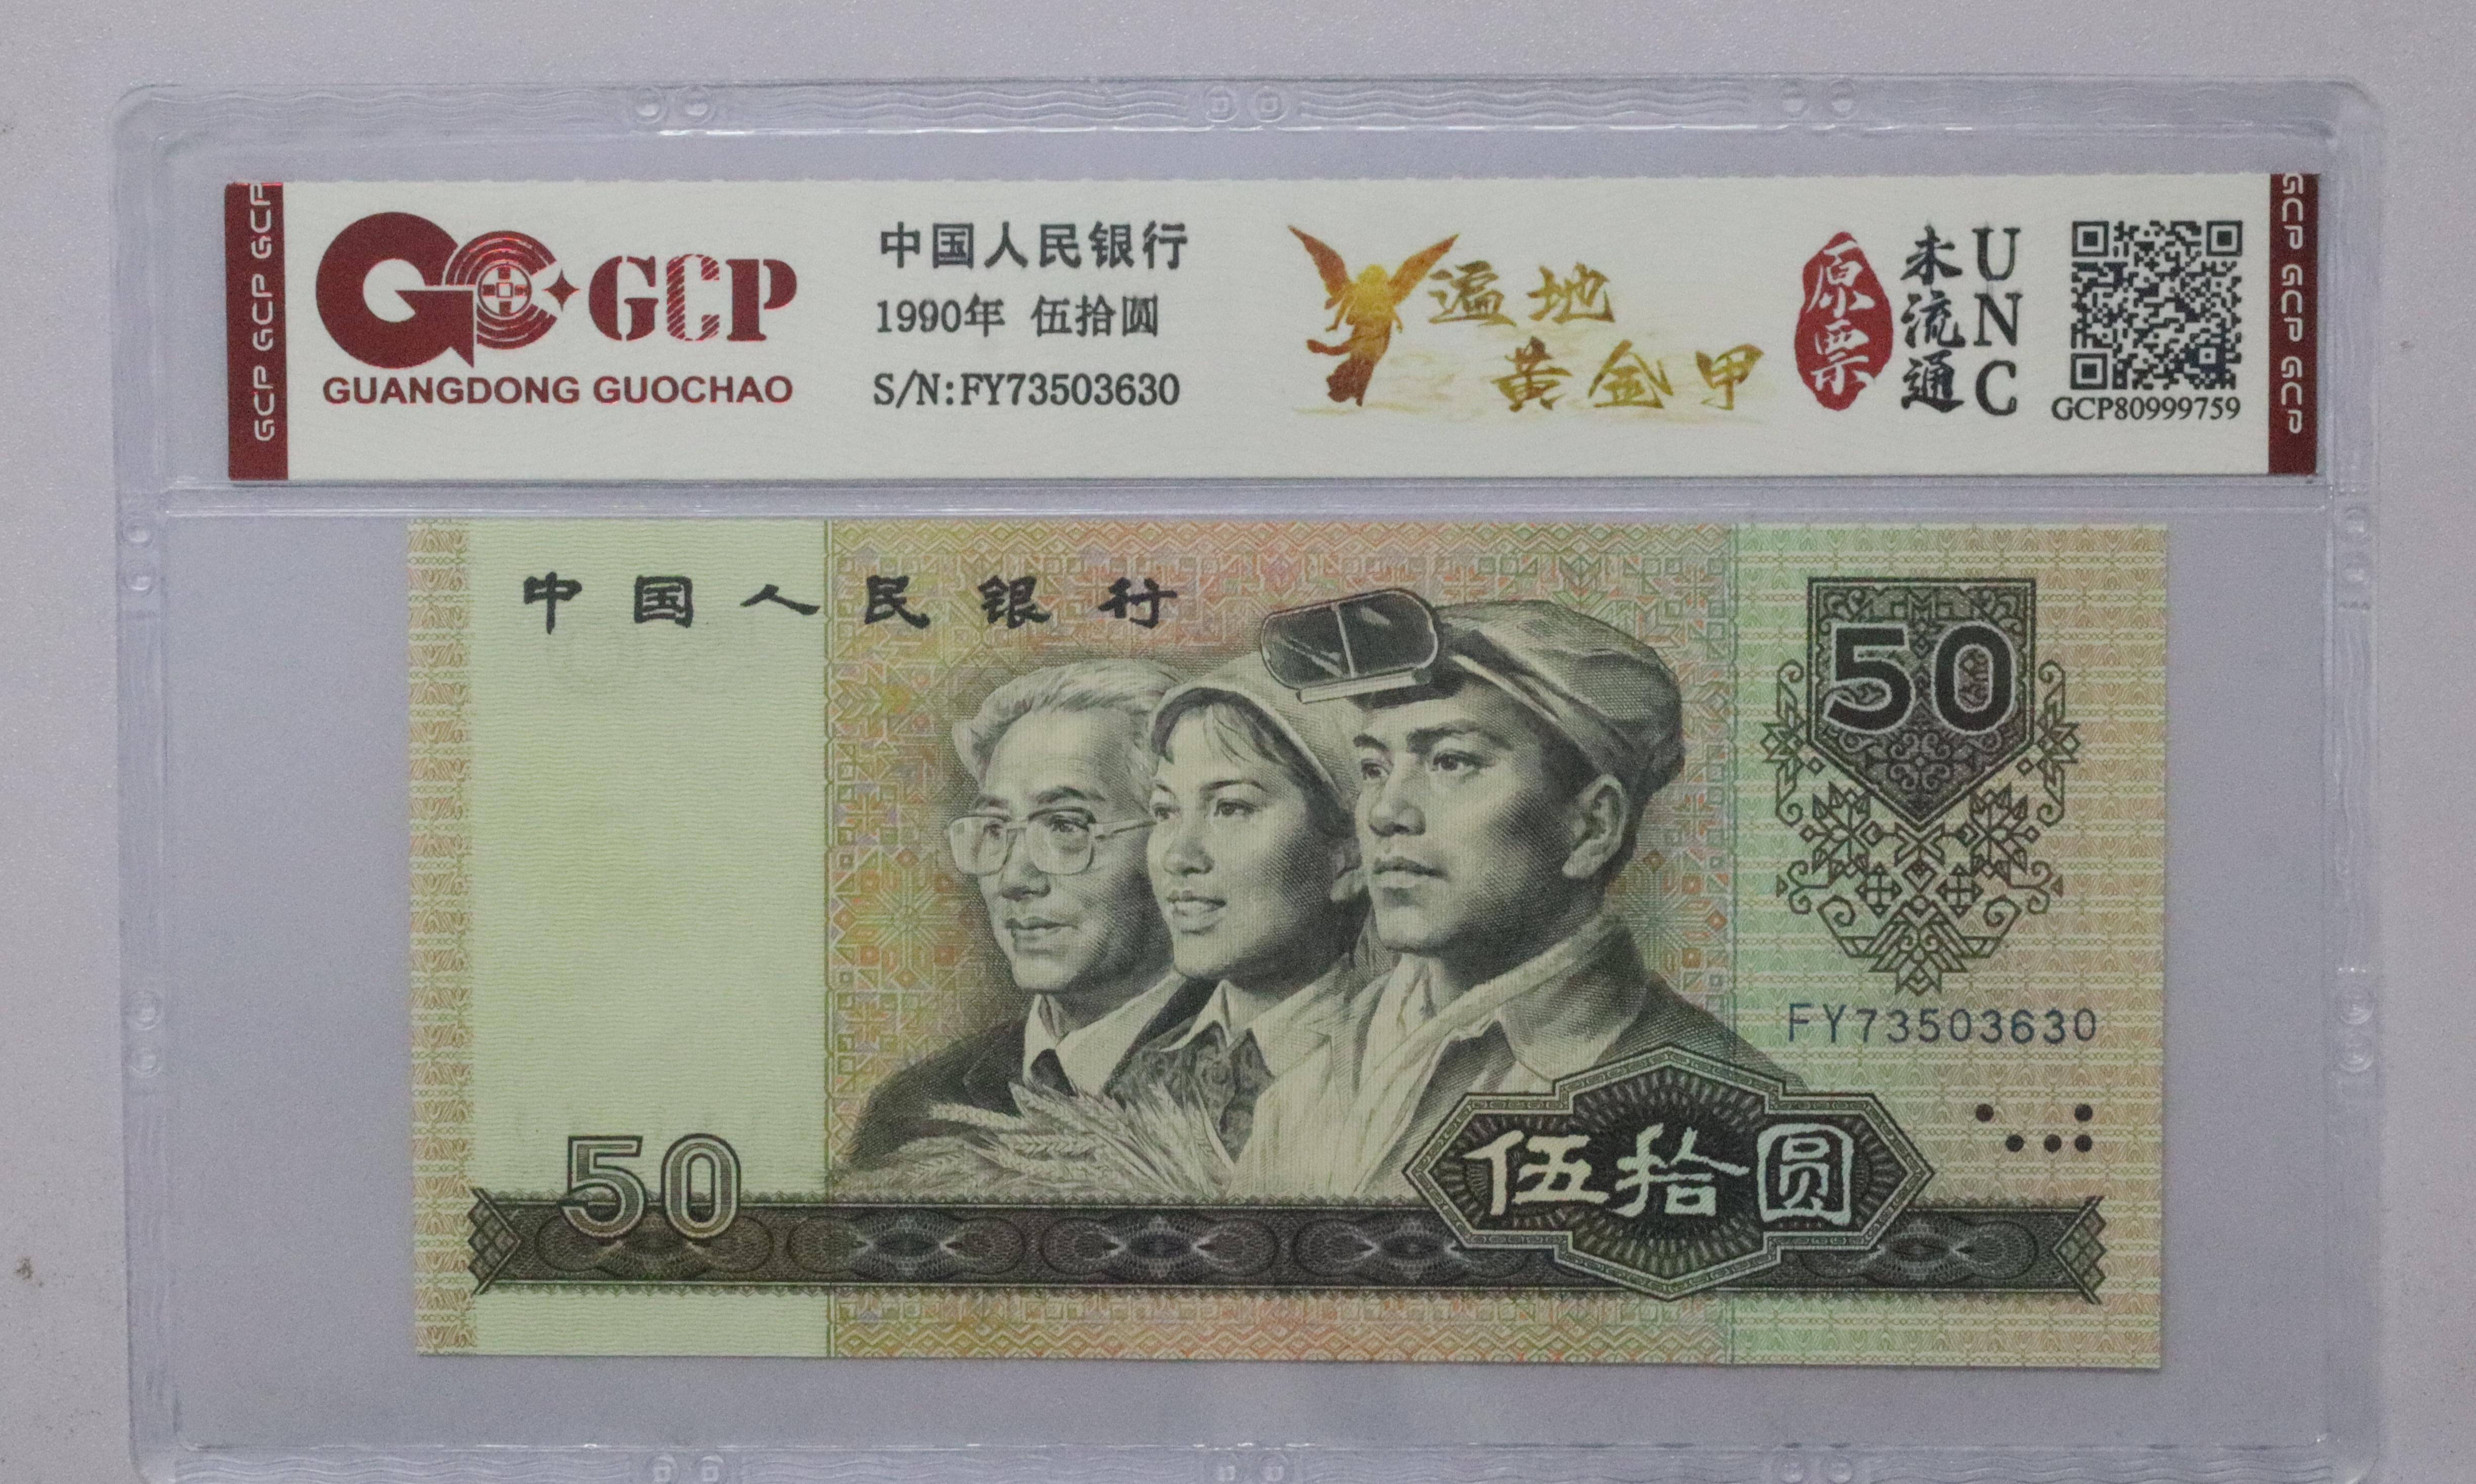 GCP GCP GCP
GCP
GUANGDONG GUOCHAO
中国人民银行
1990年 伍拾圆
S/N:FY73503630
遍地
黄金甲
原票
未流通
UNC
GCP80999759
GCP GCP GCP
中国人民银行
50
FY73503630
50
伍拾圆